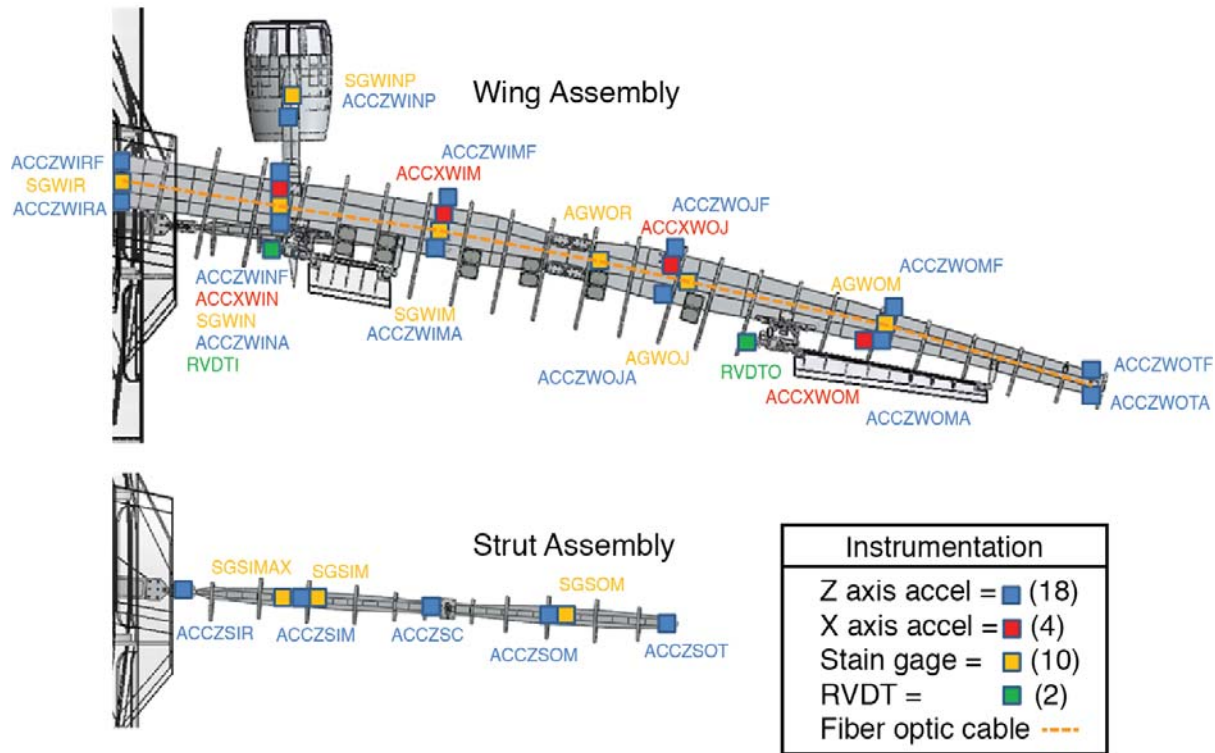 SGWINP
ACCZWINP
Wing Assembly
ACCZWIRF
SGWIR
ACCZWIRA
ACCZWIMF
ACCXWIM
AGWOR
ACCZWOJF
ACCXWOJ
ACCZWOMF
AGWOM
ACCZWINF
ACCXWIN
SGWIN
ACCZWINA
RVDTI
SGWIM
ACCZWIMA
AGWOJ
ACCZWOJA
RVDTO
ACCXWOM
ACCZWOMA
ACCZWOTF
ACCZWOTA
Strut Assembly
SGSIMAX
SGSIM
SGSOM
ACCZSIR
ACCZSIM
ACCZSC
ACCZSOM
ACCZSOT
Instrumentation
Z axis accel = (18)
X axis accel = (4)
Stain gage = (10)
RVDT = (2)
Fiber optic cable